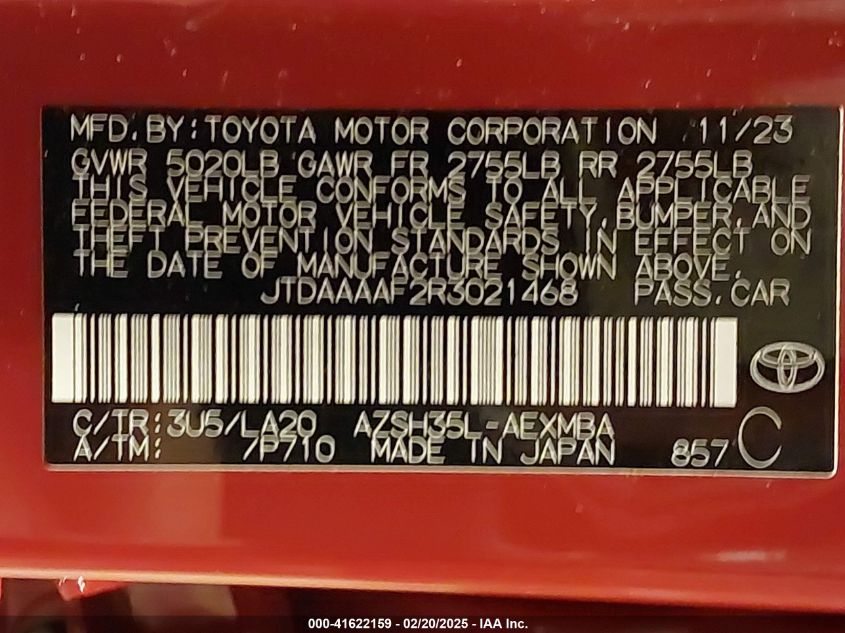 MFD. BY: TOYOTA MOTOR CORPORATION 11/23
GVWR 5020LB GAWR FR 2755LB RR 2755LB
THIS VEHICLE CONFORMS TO ALL APPLICABLE
FEDERAL MOTOR VEHICLE SAFETY, BUMPER, AND
THEFT PREVENTION STANDARDS IN EFFECT ON
THE DATE OF MANUFACTURE SHOWN ABOVE.
JTDAAAAF2R3021468 PASS. CAR
C/TR: 3U5/LA20 AZSH35L-AEXMBA C
A/TM: /P710 MADE IN JAPAN 857
000-41622159 - 02/20/2025 - IAA Inc.